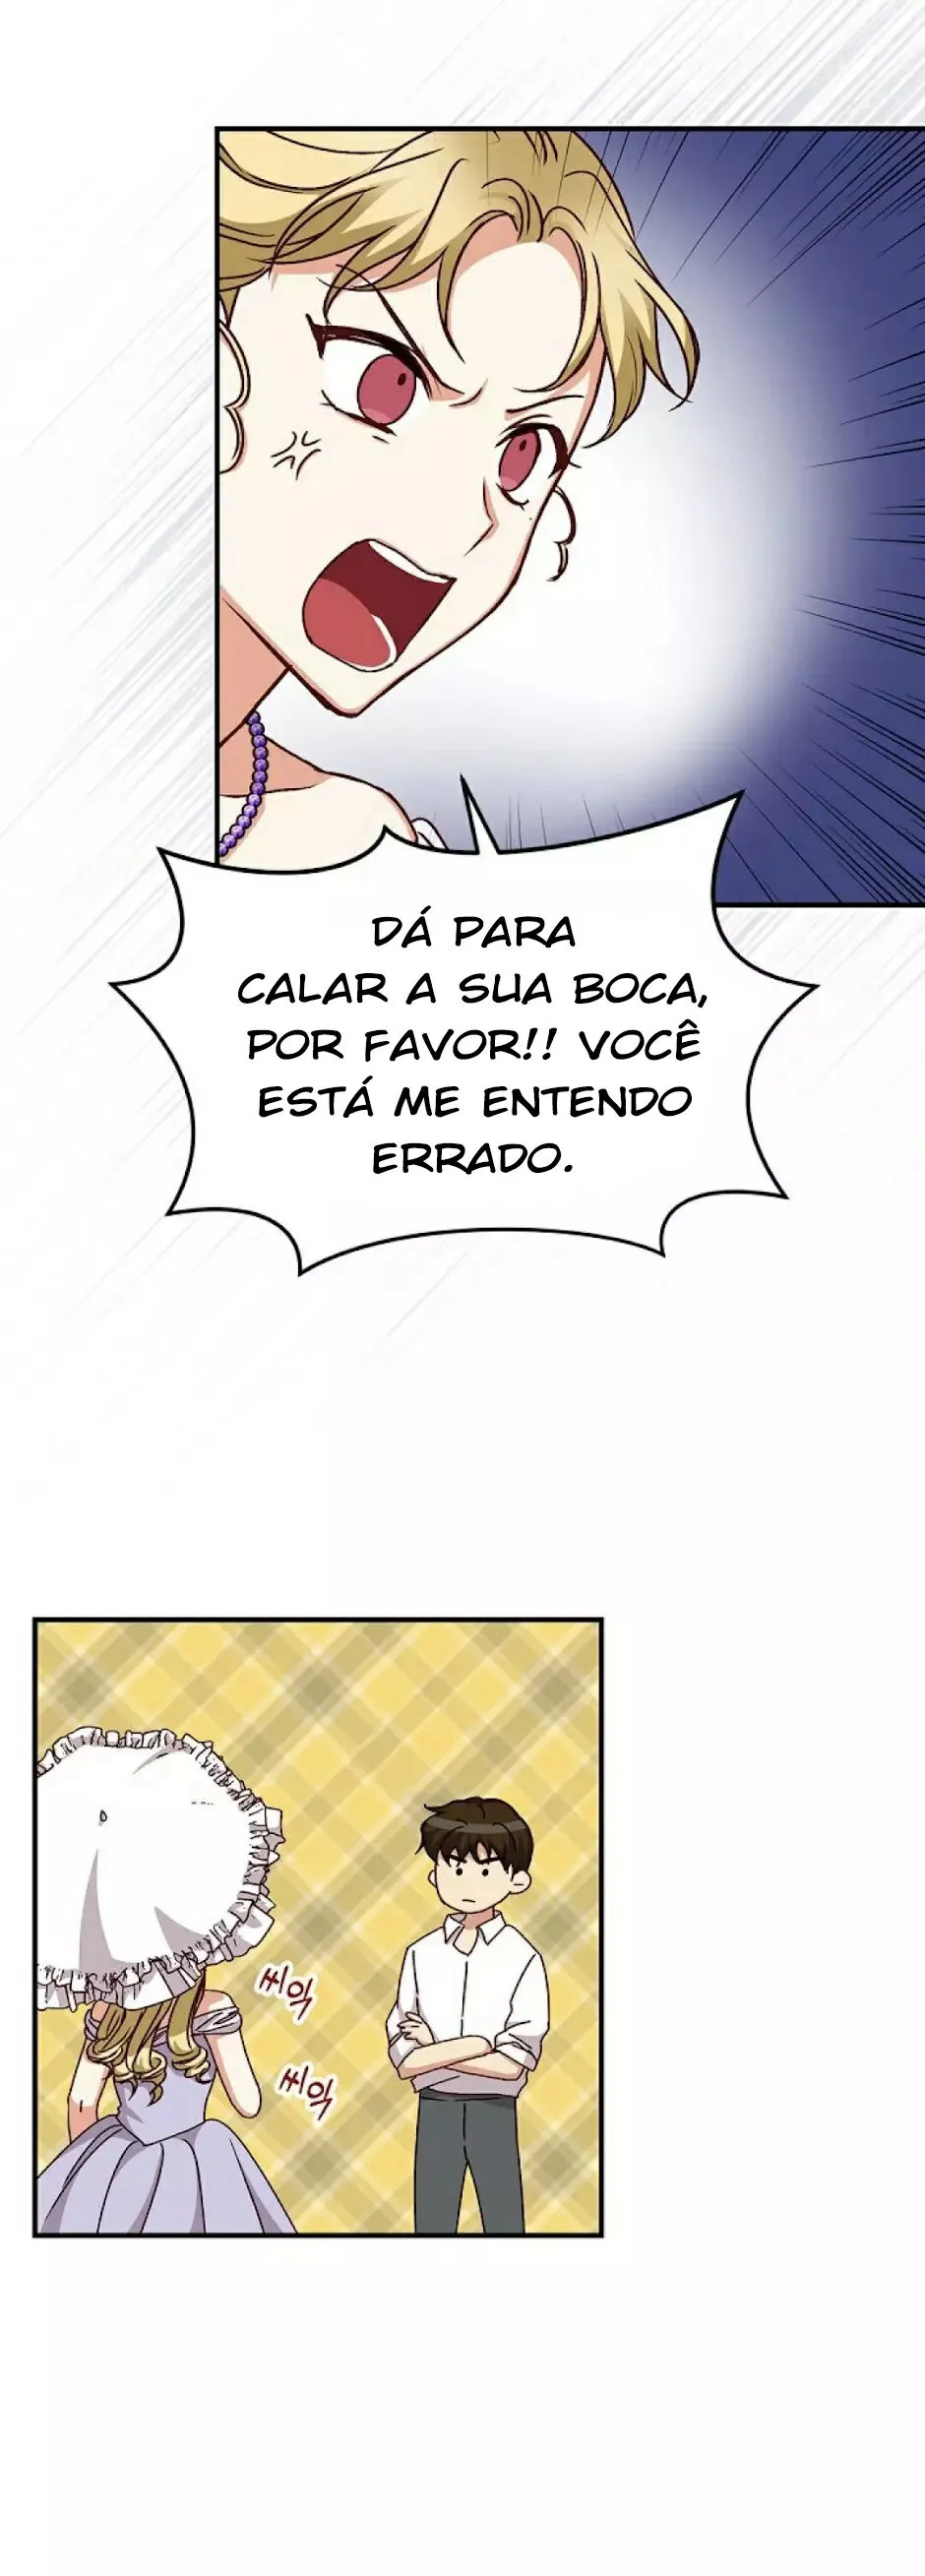 DÁ PARA
CALAR A SUA BOCA,
POR FAVOR!! VOCÊ
ESTÁ ME ENTENDO
ERRADO.
씨익
씨익